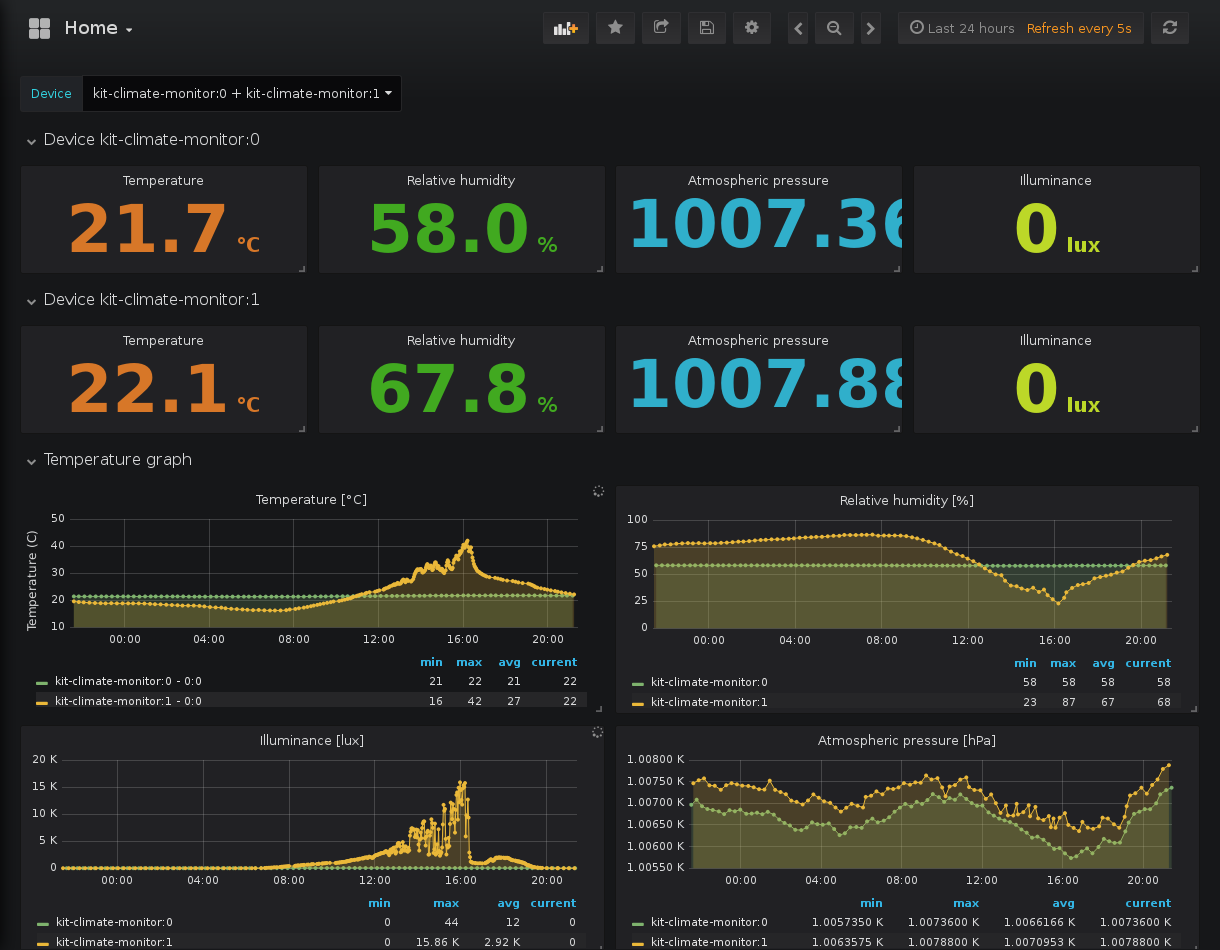 Home
Last 24 hours Refresh every 5s
Device kit-climate-monitor:0 + kit-climate-monitor:1
Device kit-climate-monitor:0
Temperature Relative humidity Atmospheric pressure Illuminance
21.7 °C 58.0 % 1007.36 0 lux
Device kit-climate-monitor:1
Temperature Relative humidity Atmospheric pressure Illuminance
22.1 °C 67.8 % 1007.88 0 lux
Temperature graph
Temperature [°C]
Temperature (C)
50
40
30
20
10
00:00 04:00 08:00 12:00 16:00 20:00
min max avg current
kit-climate-monitor:0 - 0:0 21 22 21 22
kit-climate-monitor:1 - 0:0 16 42 27 22
Relative humidity [%]
100
75
50
25
0
00:00 04:00 08:00 12:00 16:00 20:00
min max avg current
kit-climate-monitor:0 58 58 58 58
kit-climate-monitor:1 23 87 67 68
Illuminance [lux]
20 K
15 K
10 K
5 K
0
00:00 04:00 08:00 12:00 16:00 20:00
min max avg current
kit-climate-monitor:0 0 44 12 0
kit-climate-monitor:1 0 15.86 K 2.92 K 0
Atmospheric pressure [hPa]
1.00800 K
1.00750 K
1.00700 K
1.00650 K
1.00600 K
1.00550 K
00:00 04:00 08:00 12:00 16:00 20:00
min max avg current
kit-climate-monitor:0 1.0057350 K 1.0073600 K 1.0066166 K 1.0073600 K
kit-climate-monitor:1 1.0063575 K 1.0078800 K 1.0070953 K 1.0078800 K